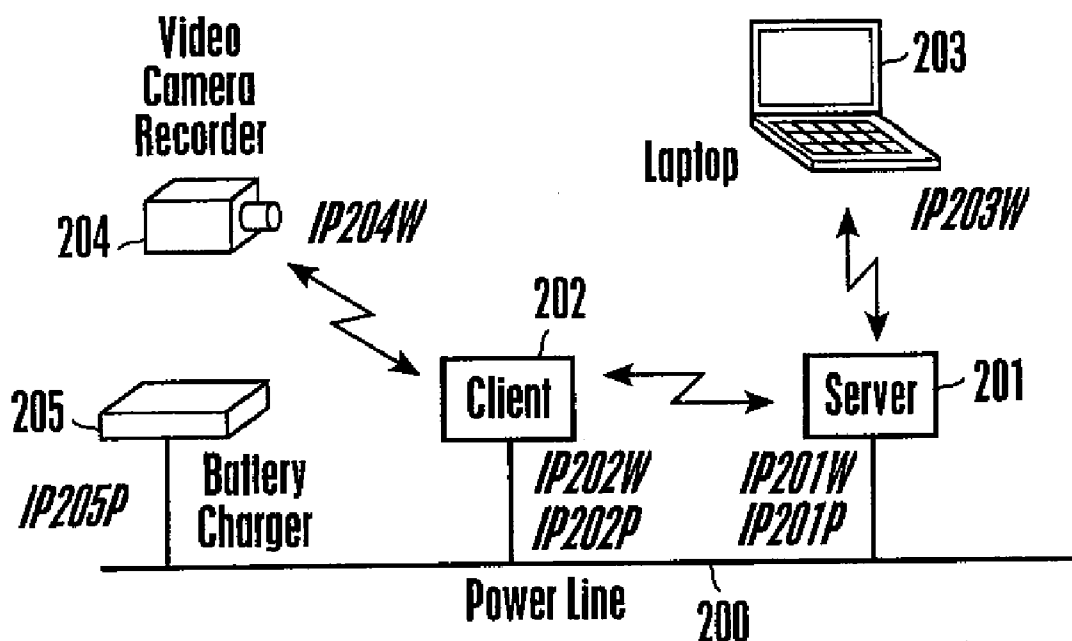 Video
Camera
Recorder
203
Laptop
204
IP204W
IP203W
202
205
Client
Server
201
IP205P
Battery
Charger
IP202W
IP202P
IP201W
IP201P
Power Line
200